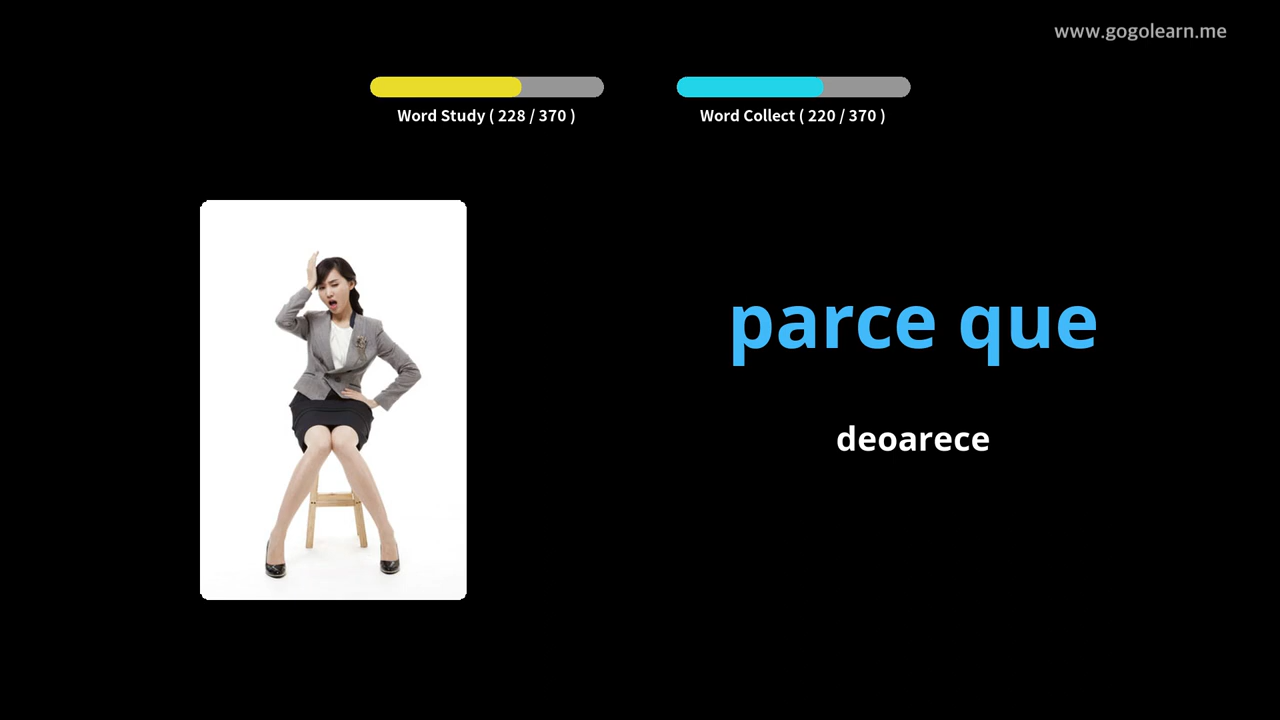 www.gogolearn.me
Word Study ( 228 / 370 )
Word Collect ( 220 / 370 )
parce que
deoarece